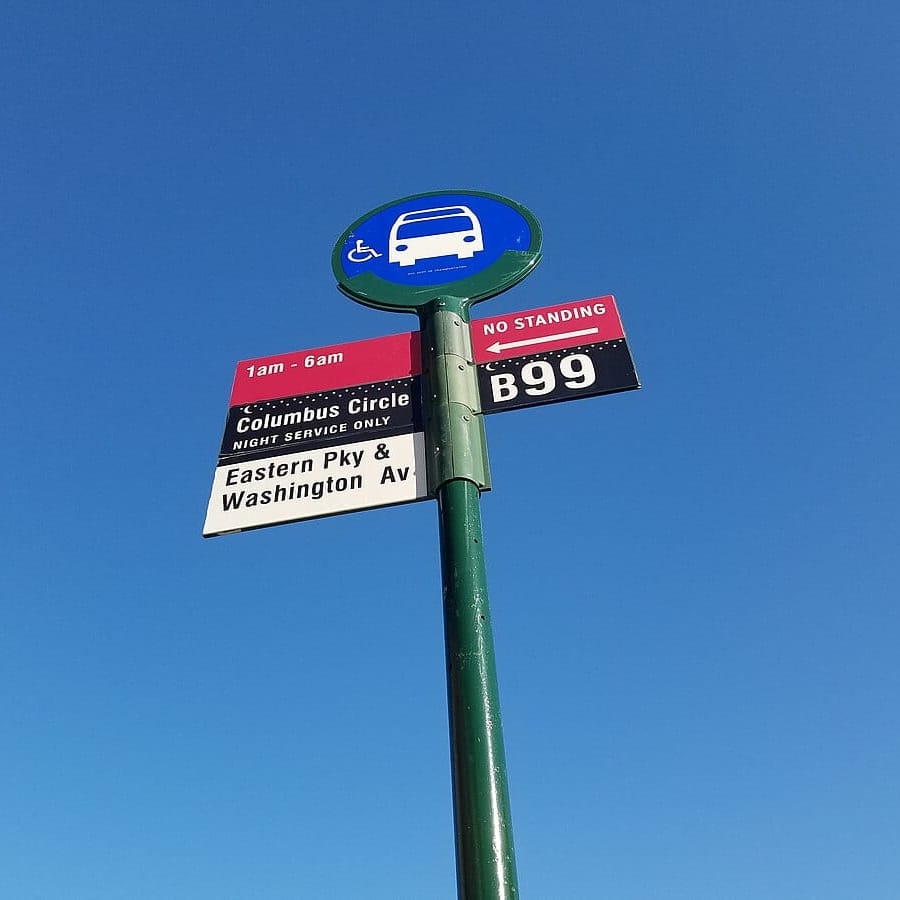 1am - 6am
Columbus Circle
NIGHT SERVICE ONLY
Eastern Pky &
Washington Av
NO STANDING
B99